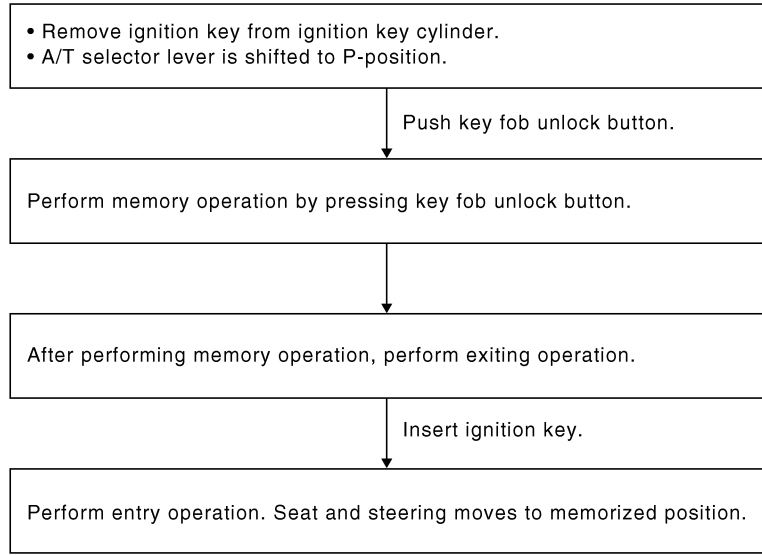 • Remove ignition key from ignition key cylinder.
• A/T selector lever is shifted to P-position.
Push key fob unlock button.
Perform memory operation by pressing key fob unlock button.
After performing memory operation, perform exiting operation.
Insert ignition key.
Perform entry operation. Seat and steering moves to memorized position.